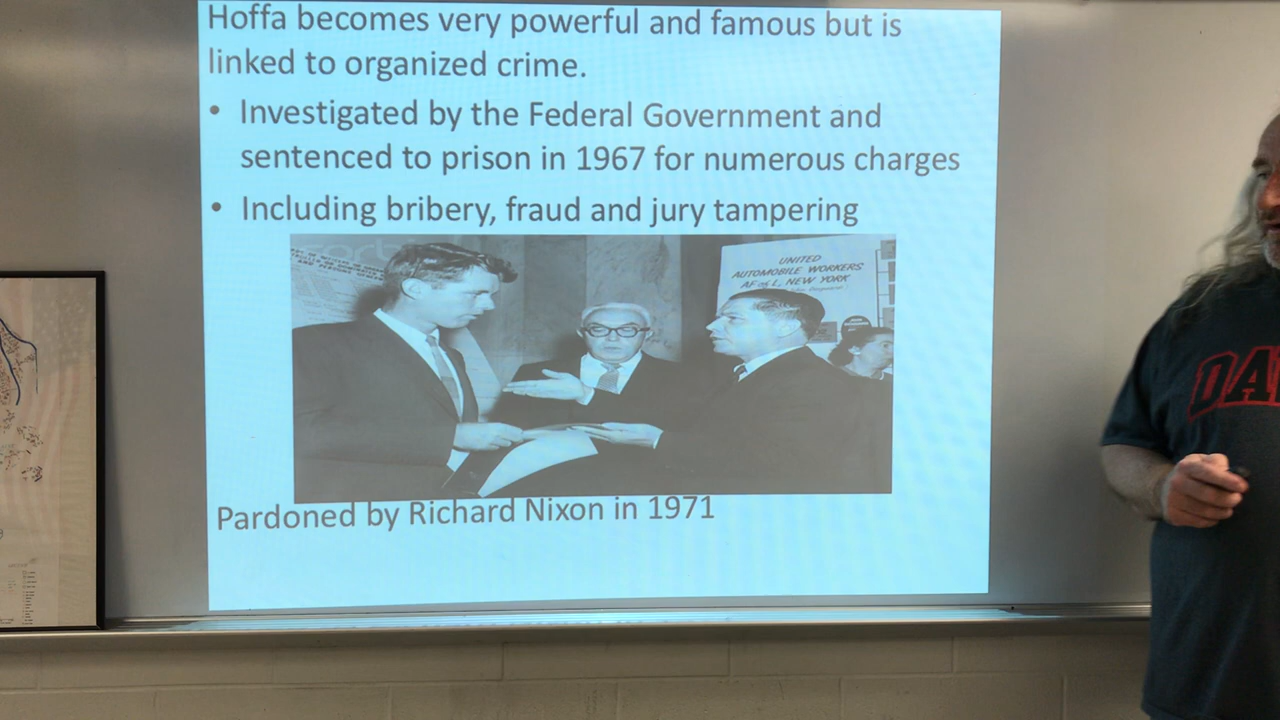 Hoffa becomes very powerful and famous but is
linked to organized crime.
• Investigated by the Federal Government and
sentenced to prison in 1967 for numerous charges
• Including bribery, fraud and jury tampering
UNITED
AUTOMOBILE WORKERS
AF of L, NEW YORK
Pardoned by Richard Nixon in 1971
DA